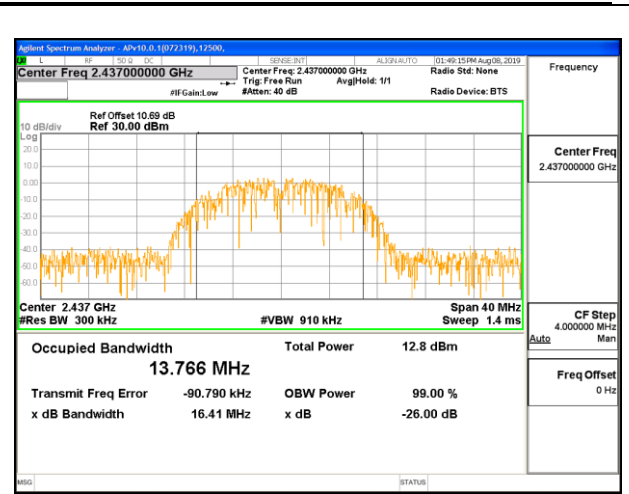 Agilent Spectrum Analyzer - APv10.0.1(072319),12500,
L RF 50 Ω DC SENSE:INT ALIGN AUTO 01:49:15 PM Aug 08, 2019
Center Freq 2.437000000 GHz
Center Freq: 2.437000000 GHz
Radio Std: None
Trig: Free Run Avg|Hold: 1/1
#IFGain:Low #Atten: 40 dB Radio Device: BTS
Ref Offset 10.69 dB
10 dB/div Ref 30.00 dBm
Log
20.0
10.0
0.00
-10.0
-20.0
-30.0
-40.0
-50.0
-60.0
Center 2.437 GHz Span 40 MHz
#Res BW 300 kHz #VBW 910 kHz Sweep 1.4 ms
Occupied Bandwidth Total Power 12.8 dBm
13.766 MHz
Transmit Freq Error -90.790 kHz OBW Power 99.00 %
x dB Bandwidth 16.41 MHz x dB -26.00 dB
MSG STATUS
Frequency
Center Freq
2.437000000 GHz
CF Step
4.000000 MHz
Auto Man
Freq Offset
0 Hz